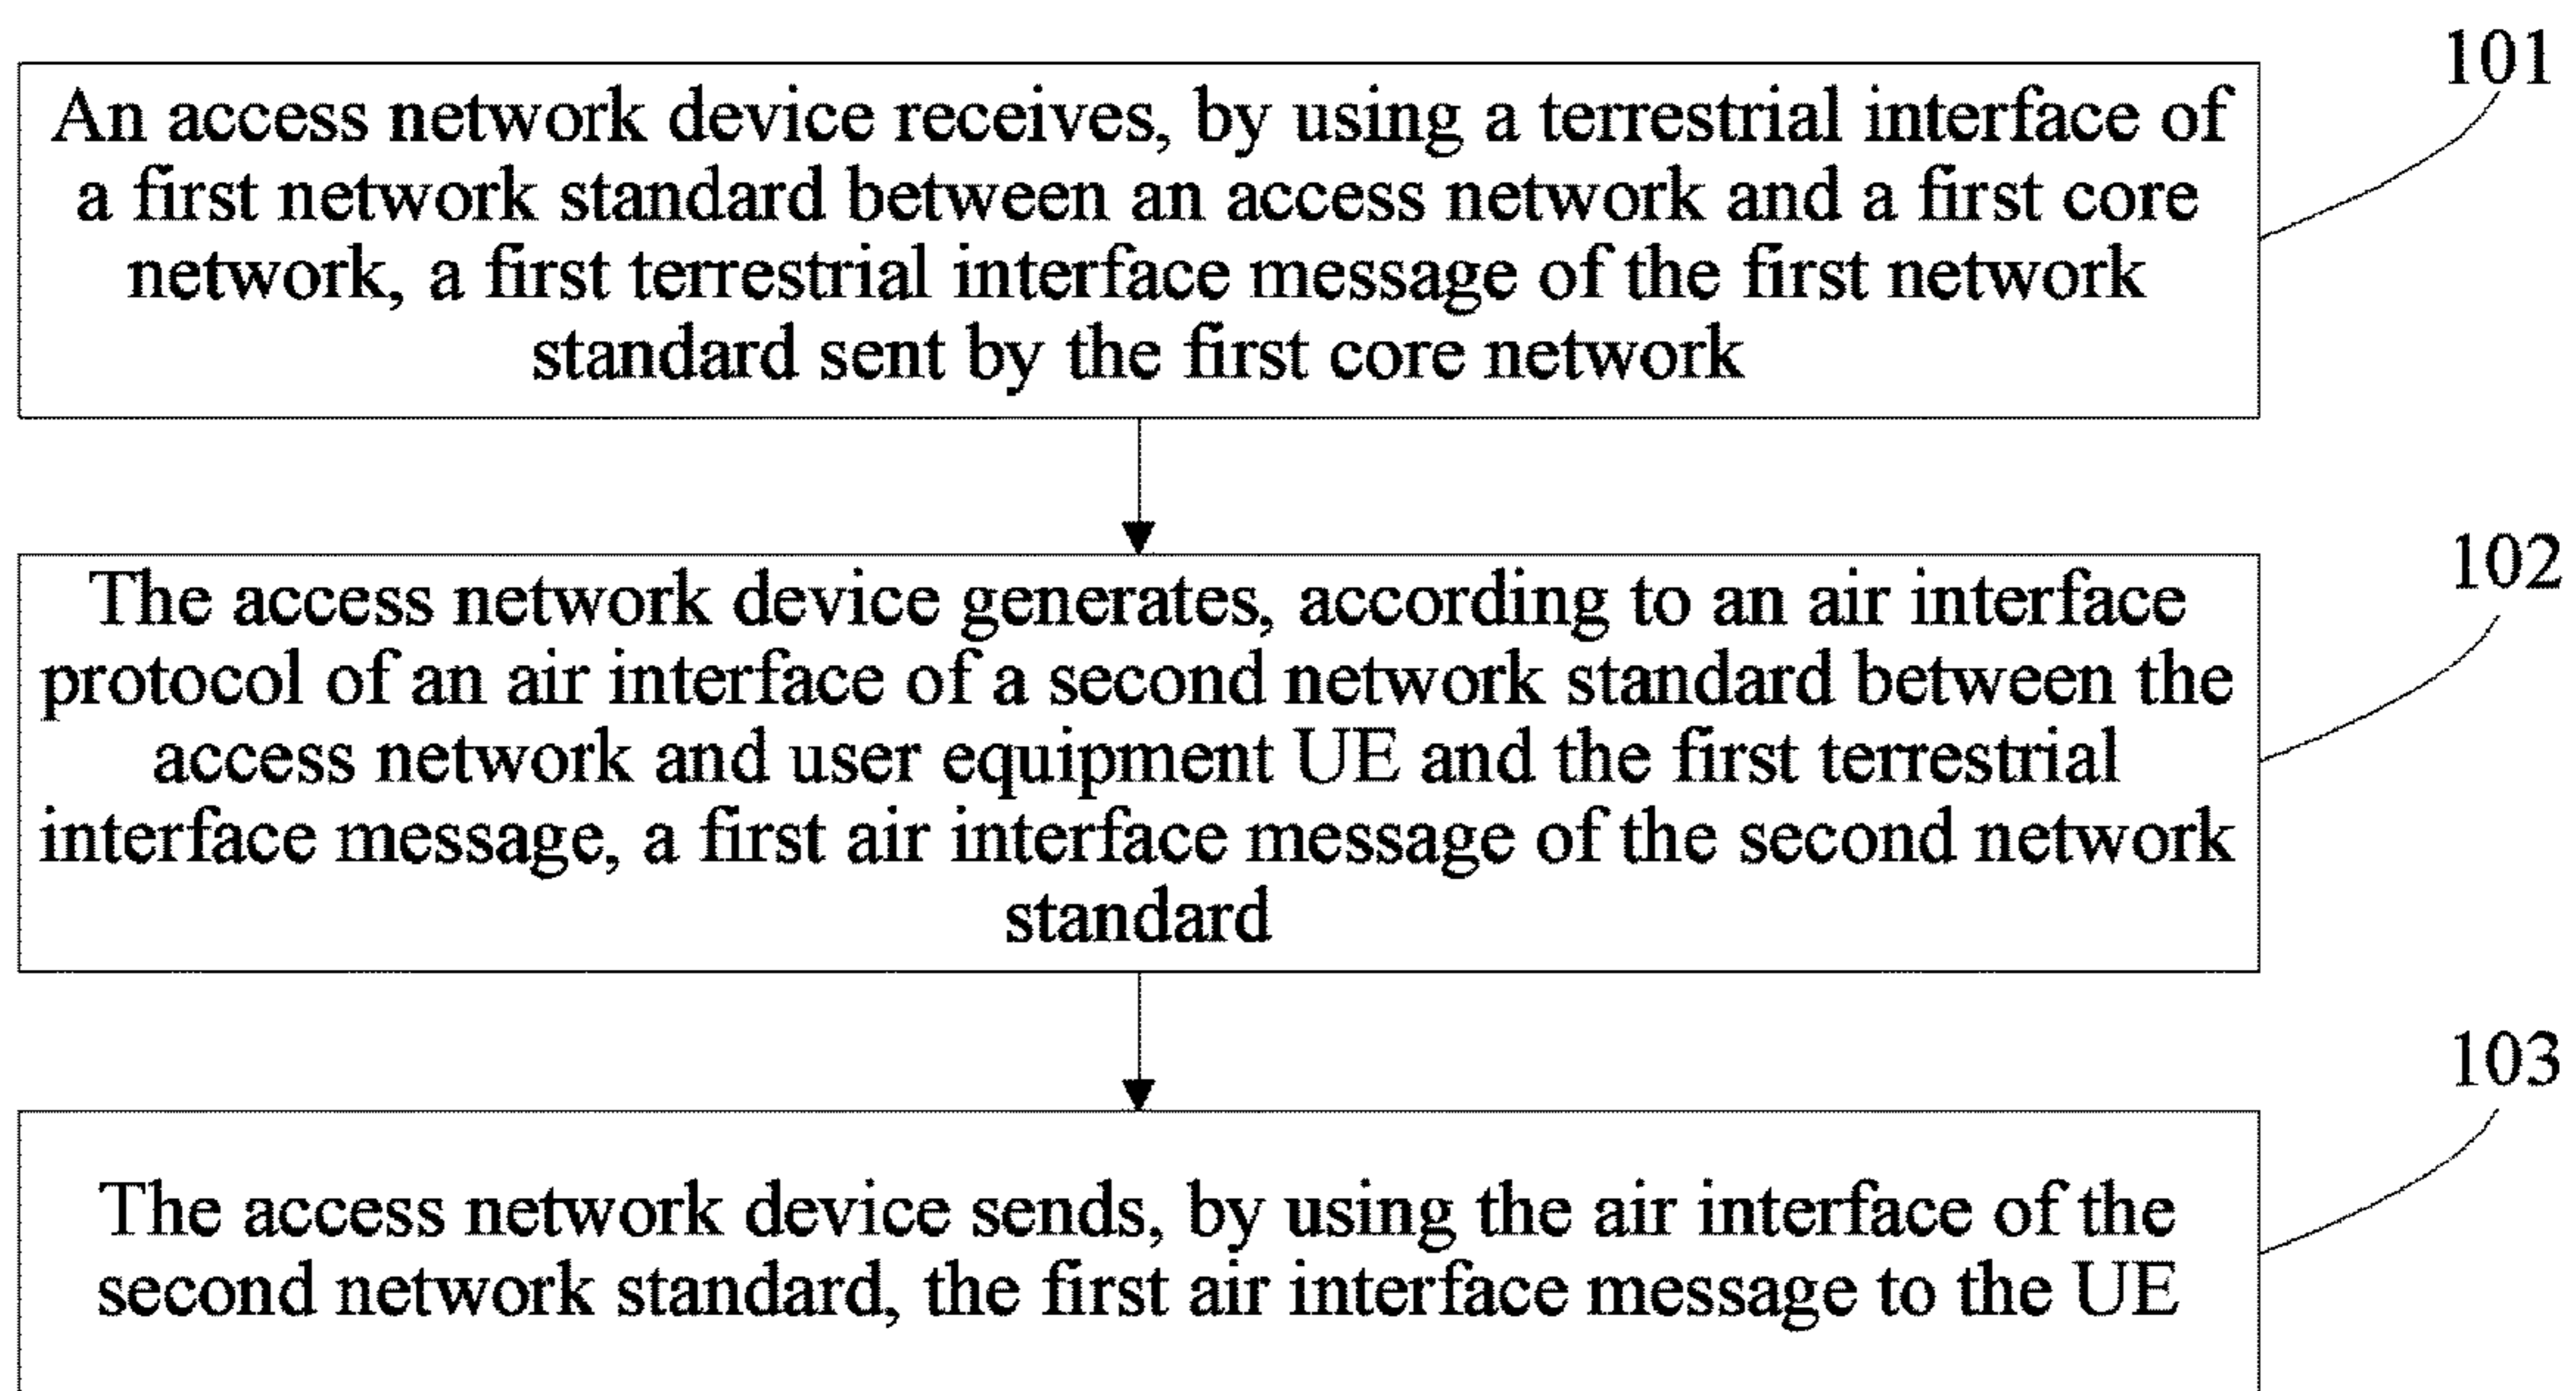 101
An access network device receives, by using a terrestrial interface of
a first network standard between an access network and a first core
network, a first terrestrial interface message of the first network
standard sent by the first core network
102
The access network device generates, according to an air interface
protocol of an air interface of a second network standard between the
access network and user equipment UE and the first terrestrial
interface message, a first air interface message of the second network
standard
103
The access network device sends, by using the air interface of the
second network standard, the first air interface message to the UE